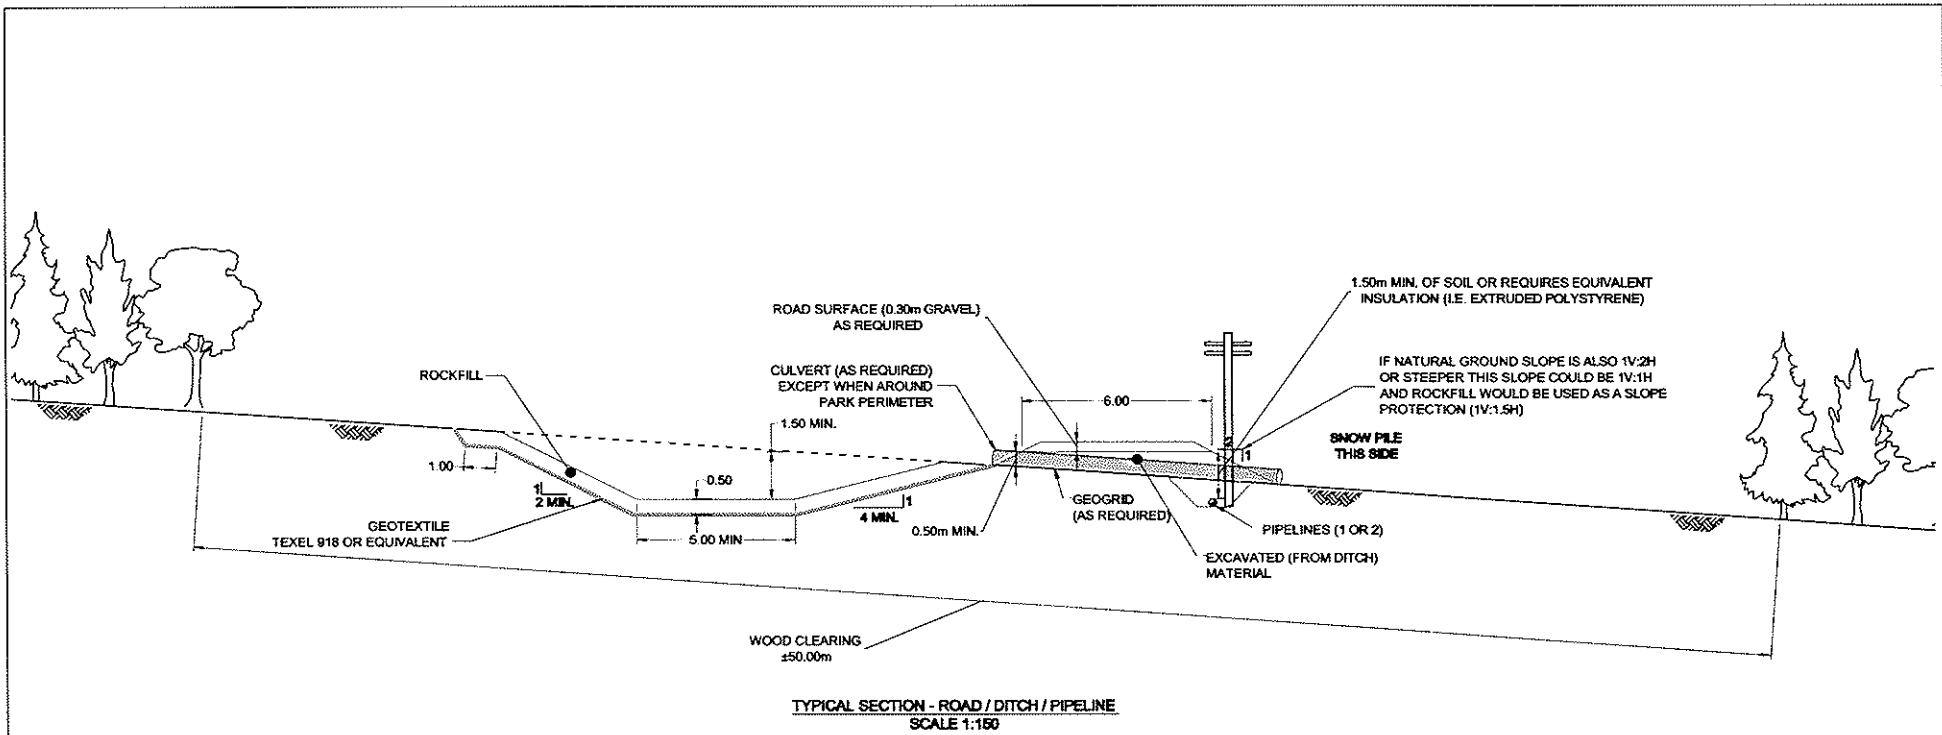 1.50m MIN. OF SOIL OR REQUIRES EQUIVALENT
INSULATION (I.E. EXTRUDED POLYSTYRENE)
ROAD SURFACE (0.30m GRAVEL)
AS REQUIRED
IF NATURAL GROUND SLOPE IS ALSO 1V:2H
OR STEEPER THIS SLOPE COULD BE 1V:1H
AND ROCKFILL WOULD BE USED AS A SLOPE
PROTECTION (1V:1.5H)
ROCKFILL
CULVERT (AS REQUIRED)
EXCEPT WHEN AROUND
PARK PERIMETER
6.00
1.50 MIN.
SNOW PILE
THIS SIDE
1
1.00
0.50
1
2 MIN.
1
4 MIN.
GEOGRID
(AS REQUIRED)
GEOTEXTILE
TEXEL 918 OR EQUIVALENT
5.00 MIN
0.50m MIN.
PIPELINES (1 OR 2)
EXCAVATED (FROM DITCH)
MATERIAL
WOOD CLEARING
±50.00m
TYPICAL SECTION - ROAD / DITCH / PIPELINE
SCALE 1:150